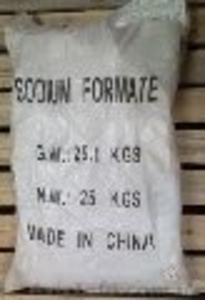 SODIUM FORMATE
G.W.: 25.1 KGS
N.W.: 25 KGS
MADE IN CHINA